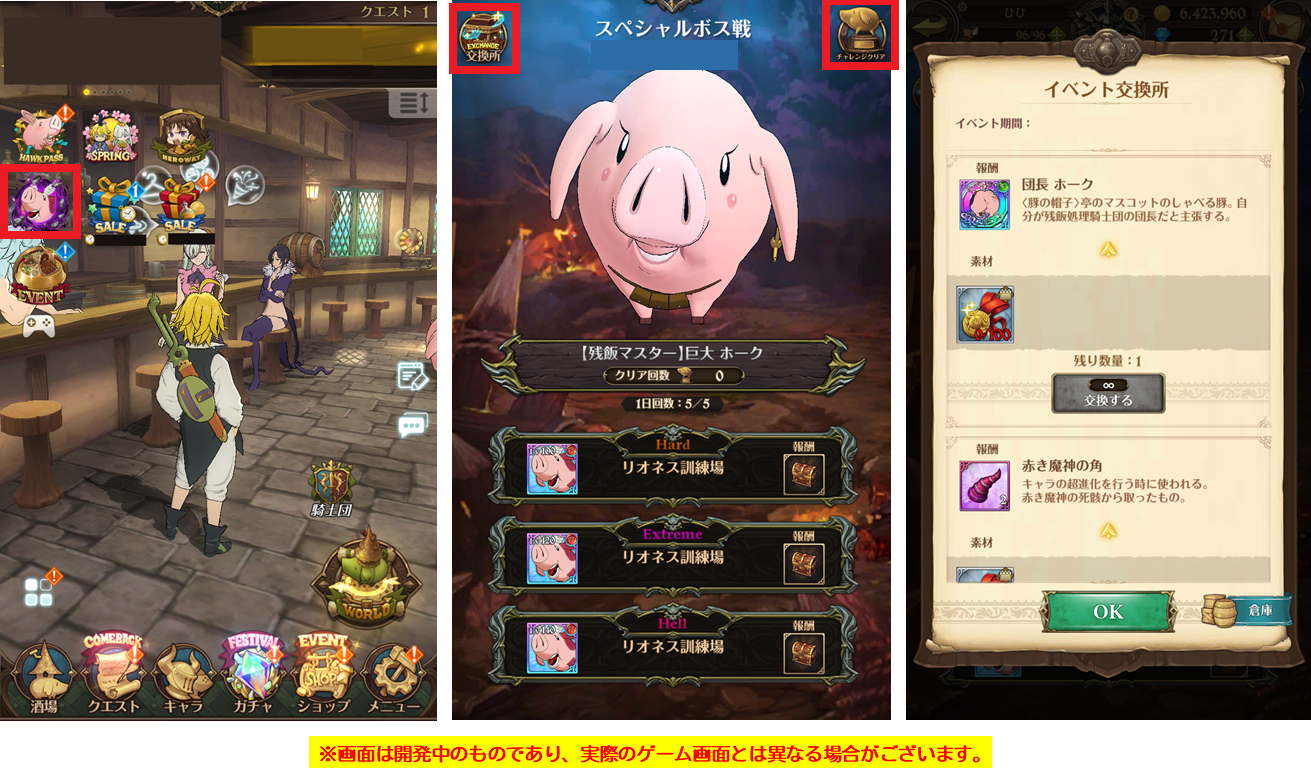 クエスト 1
HAWK PASS
SPRING
HEROWAY
1
SALE
SALE
EVENT
騎士団
WORLD
COMEBACK
FESTIVAL
EVENT
SHOP
酒場
クエスト
キャラ
ガチャ
ショップ
メニュー
EXCHANGE
交換所
スペシャルボス戦
チャレンジクリア
【残飯マスター】巨大 ホーク
クリア回数 0
1日回数：5/5
Hard
Lv100
リオネス訓練場
報酬
Extreme
Lv120
リオネス訓練場
報酬
Hell
Lv140
リオネス訓練場
報酬
ひひ
6,423,960
96/96
271
イベント交換所
イベント期間：
報酬
団長 ホーク
〈豚の帽子〉亭のマスコットのしゃべる豚。自
分が残飯処理騎士団の団長だと主張する。
素材
0/100
残り数量：1
∞
交換する
報酬
赤き魔神の角
2
キャラの超進化を行う時に使われる。
赤き魔神の死骸から取ったもの。
素材
OK
倉庫
※画面は開発中のものであり、実際のゲーム画面とは異なる場合がございます。